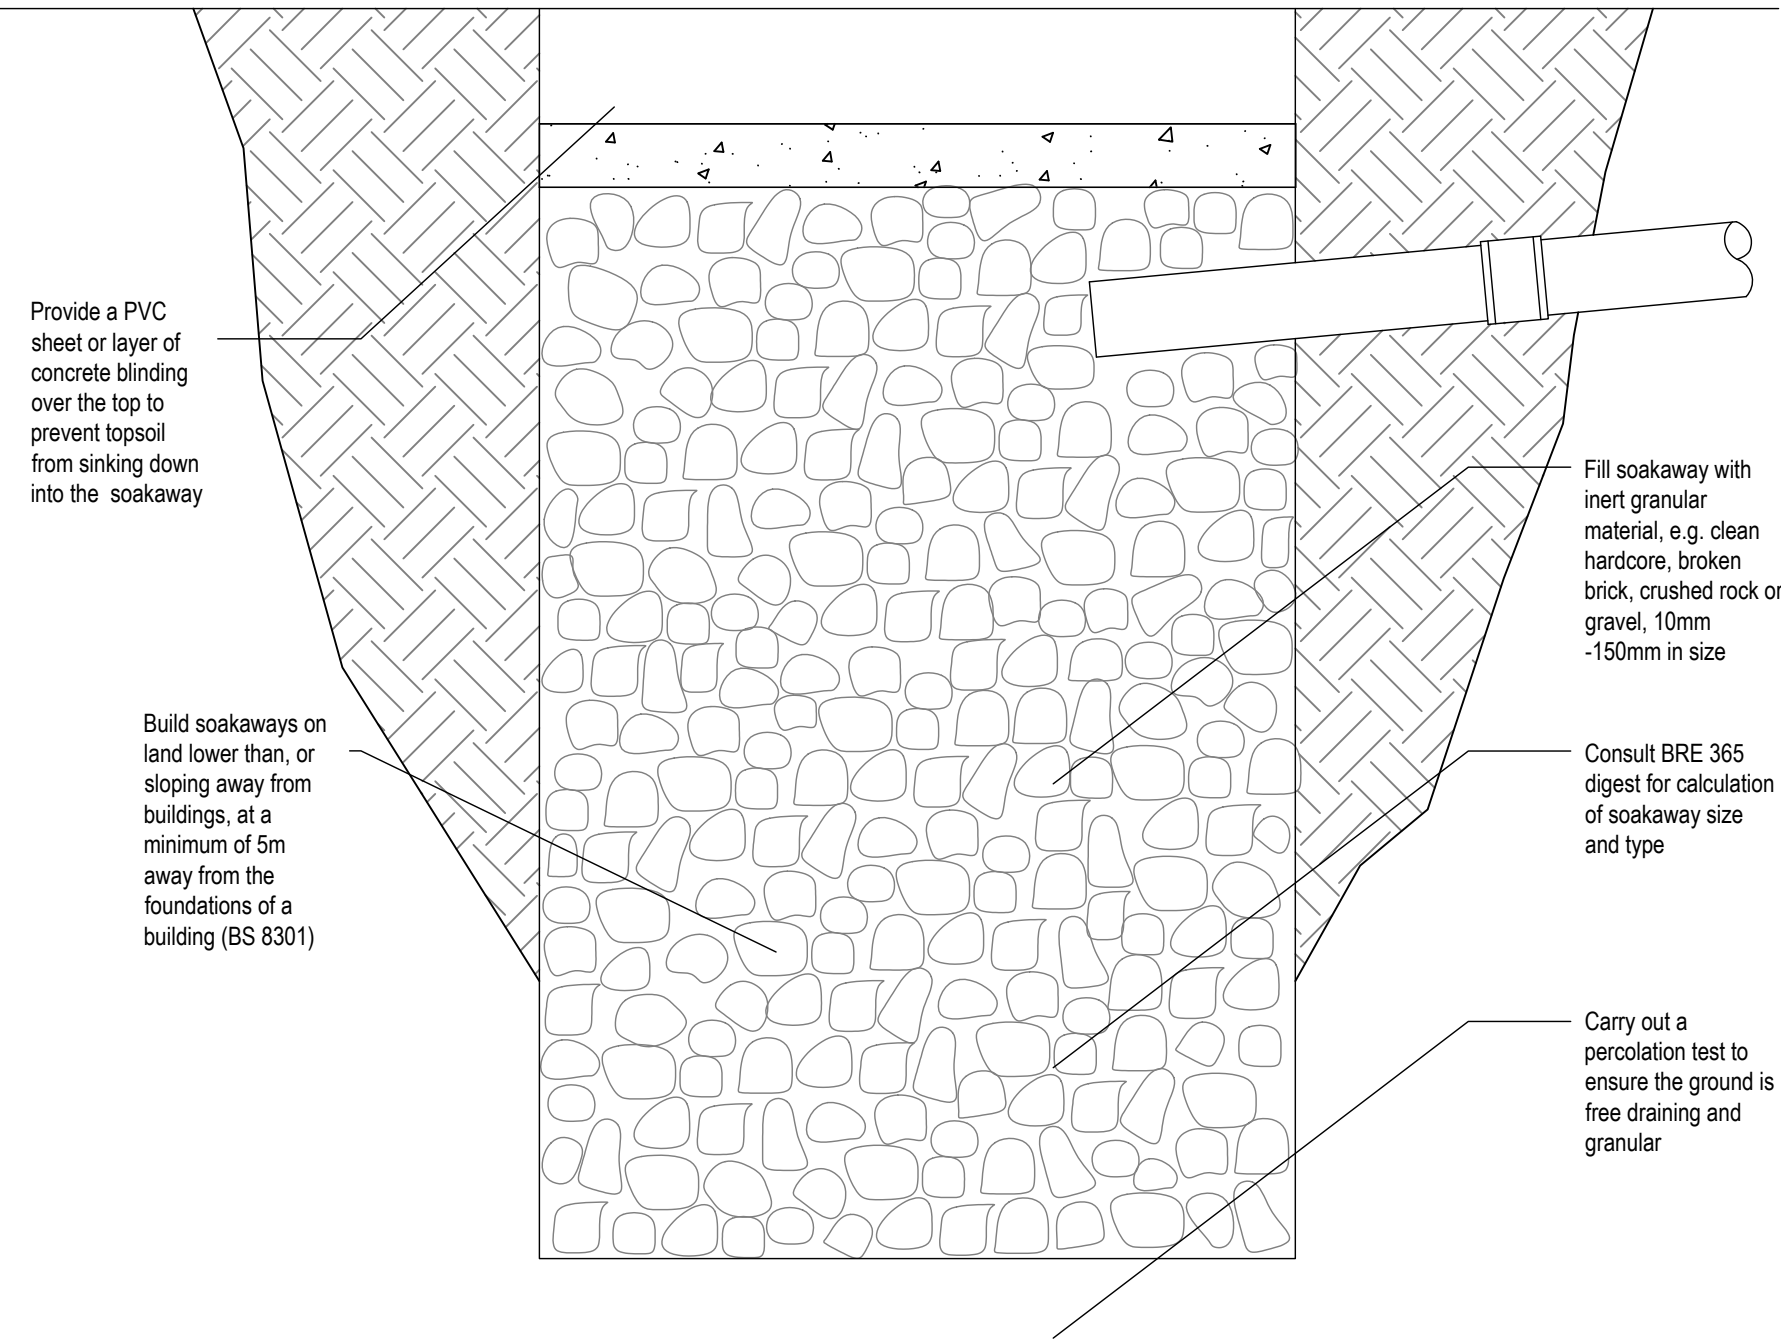 Provide a PVC
sheet or layer of
concrete blinding
over the top to
prevent topsoil
from sinking down
into the soakaway
Build soakaways on
land lower than, or
sloping away from
buildings, at a
minimum of 5m
away from the
foundations of a
building (BS 8301)
Fill soakaway with
inert granular
material, e.g. clean
hardcore, broken
brick, crushed rock or
gravel, 10mm
-150mm in size
Consult BRE 365
digest for calculation
of soakaway size
and type
Carry out a
percolation test to
ensure the ground is
free draining and
granular